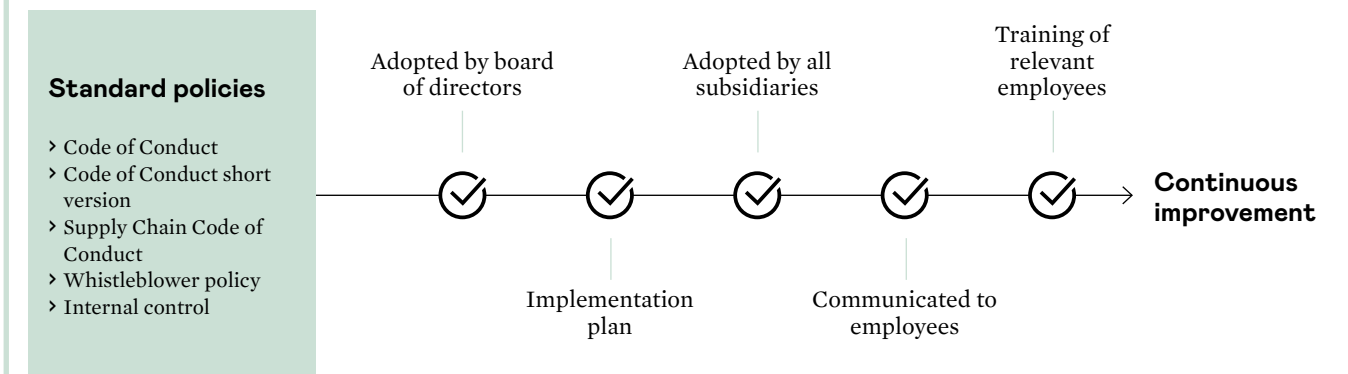 Standard policies
› Code of Conduct
› Code of Conduct short
version
› Supply Chain Code of
Conduct
› Whistleblower policy
› Internal control
Adopted by board
of directors
Implementation
plan
Adopted by all
subsidiaries
Communicated to
employees
Training of
relevant
employees
Continuous
improvement